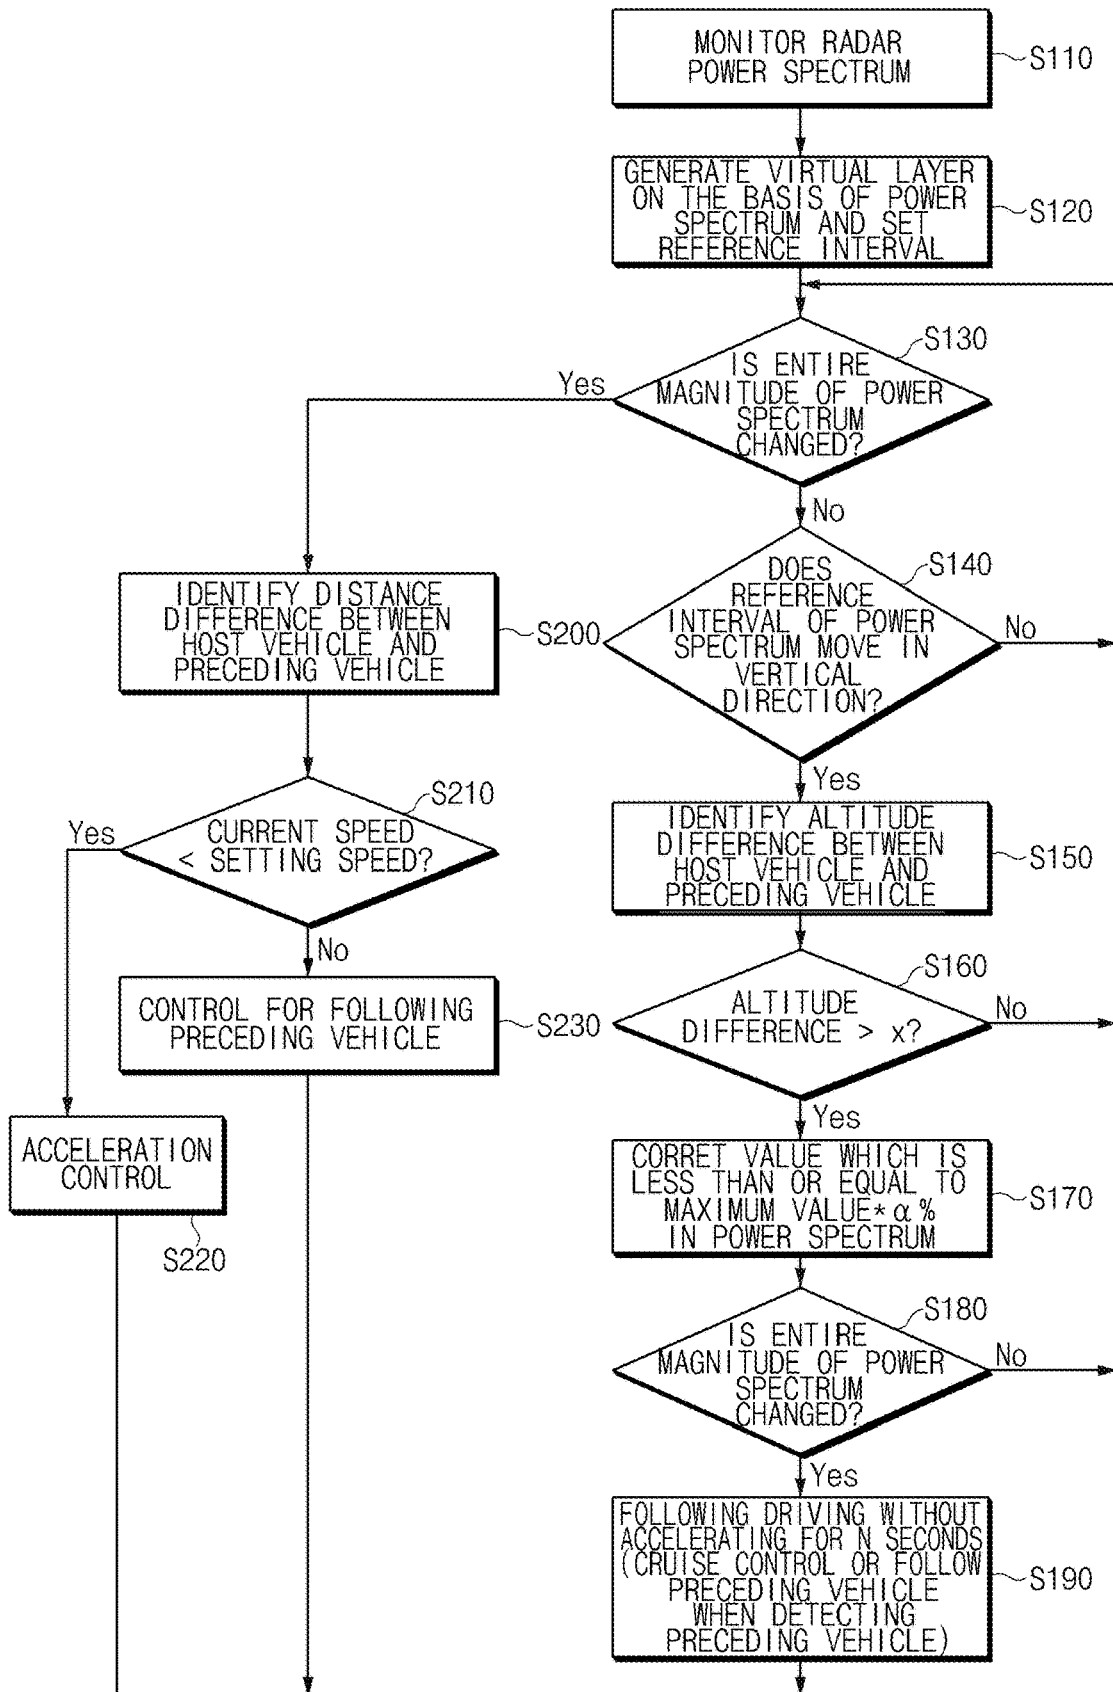 MONITOR RADAR
POWER SPECTRUM
S110
GENERATE VIRTUAL LAYER
ON THE BASIS OF POWER
SPECTRUM AND SET
REFERENCE INTERVAL
S120
S130
IS ENTIRE
MAGNITUDE OF POWER
SPECTRUM
CHANGED?
Yes
No
S140
DOES
REFERENCE
INTERVAL OF POWER
SPECTRUM MOVE IN
VERTICAL
DIRECTION?
No
Yes
IDENTIFY DISTANCE
DIFFERENCE BETWEEN
HOST VEHICLE AND
PRECEDING VEHICLE
S200
S210
CURRENT SPEED
< SETTING SPEED?
Yes
No
IDENTIFY ALTITUDE
DIFFERENCE BETWEEN
HOST VEHICLE AND
PRECEDING VEHICLE
S150
S160
ALTITUDE
DIFFERENCE > x?
No
Yes
CONTROL FOR FOLLOWING
PRECEDING VEHICLE
S230
ACCELERATION
CONTROL
S220
CORRET VALUE WHICH IS
LESS THAN OR EQUAL TO
MAXIMUM VALUE* α %
IN POWER SPECTRUM
S170
S180
IS ENTIRE
MAGNITUDE OF POWER
SPECTRUM
CHANGED?
No
Yes
FOLLOWING DRIVING WITHOUT
ACCELERATING FOR N SECONDS
(CRUISE CONTROL OR FOLLOW
PRECEDING VEHICLE
WHEN DETECTING
PRECEDING VEHICLE)
S190